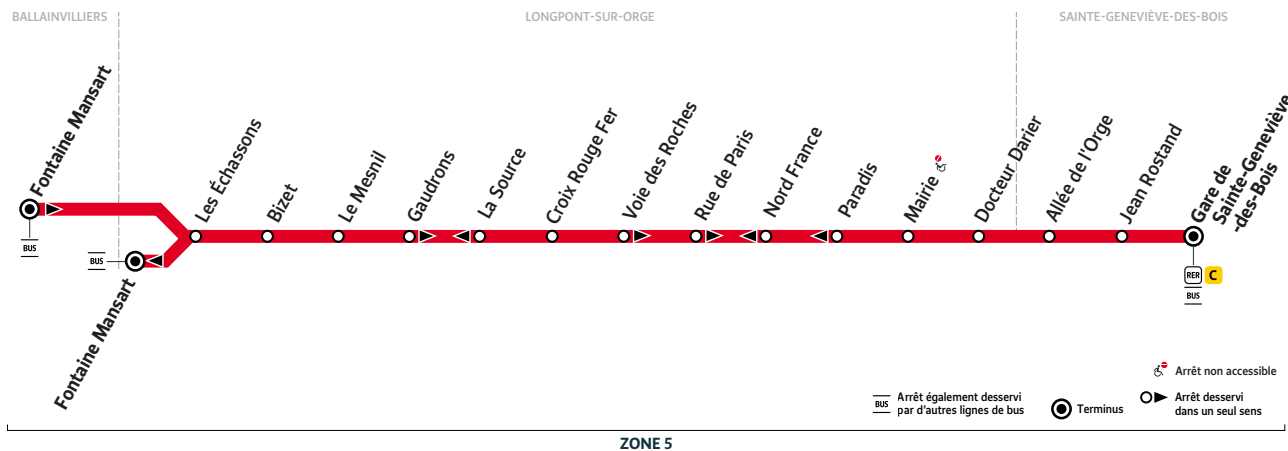 BALLAINVILLIERS
LONGPONT-SUR-ORGE
SAINTE-GENEVIÈVE-DES-BOIS
Fontaine Mansart
BUS
Fontaine Mansart
BUS
Les Échassons
Bizet
Le Mesnil
Gaudrons
La Source
Croix Rouge Fer
Voie des Roches
Rue de Paris
Nord France
Paradis
Mairie
Docteur Darier
Allée de l'Orge
Jean Rostand
Gare de
Sainte-Geneviève
-des-Bois
RER C
BUS
Arrêt non accessible
BUS Arrêt également desservi
par d'autres lignes de bus
Terminus
Arrêt desservi
dans un seul sens
ZONE 5